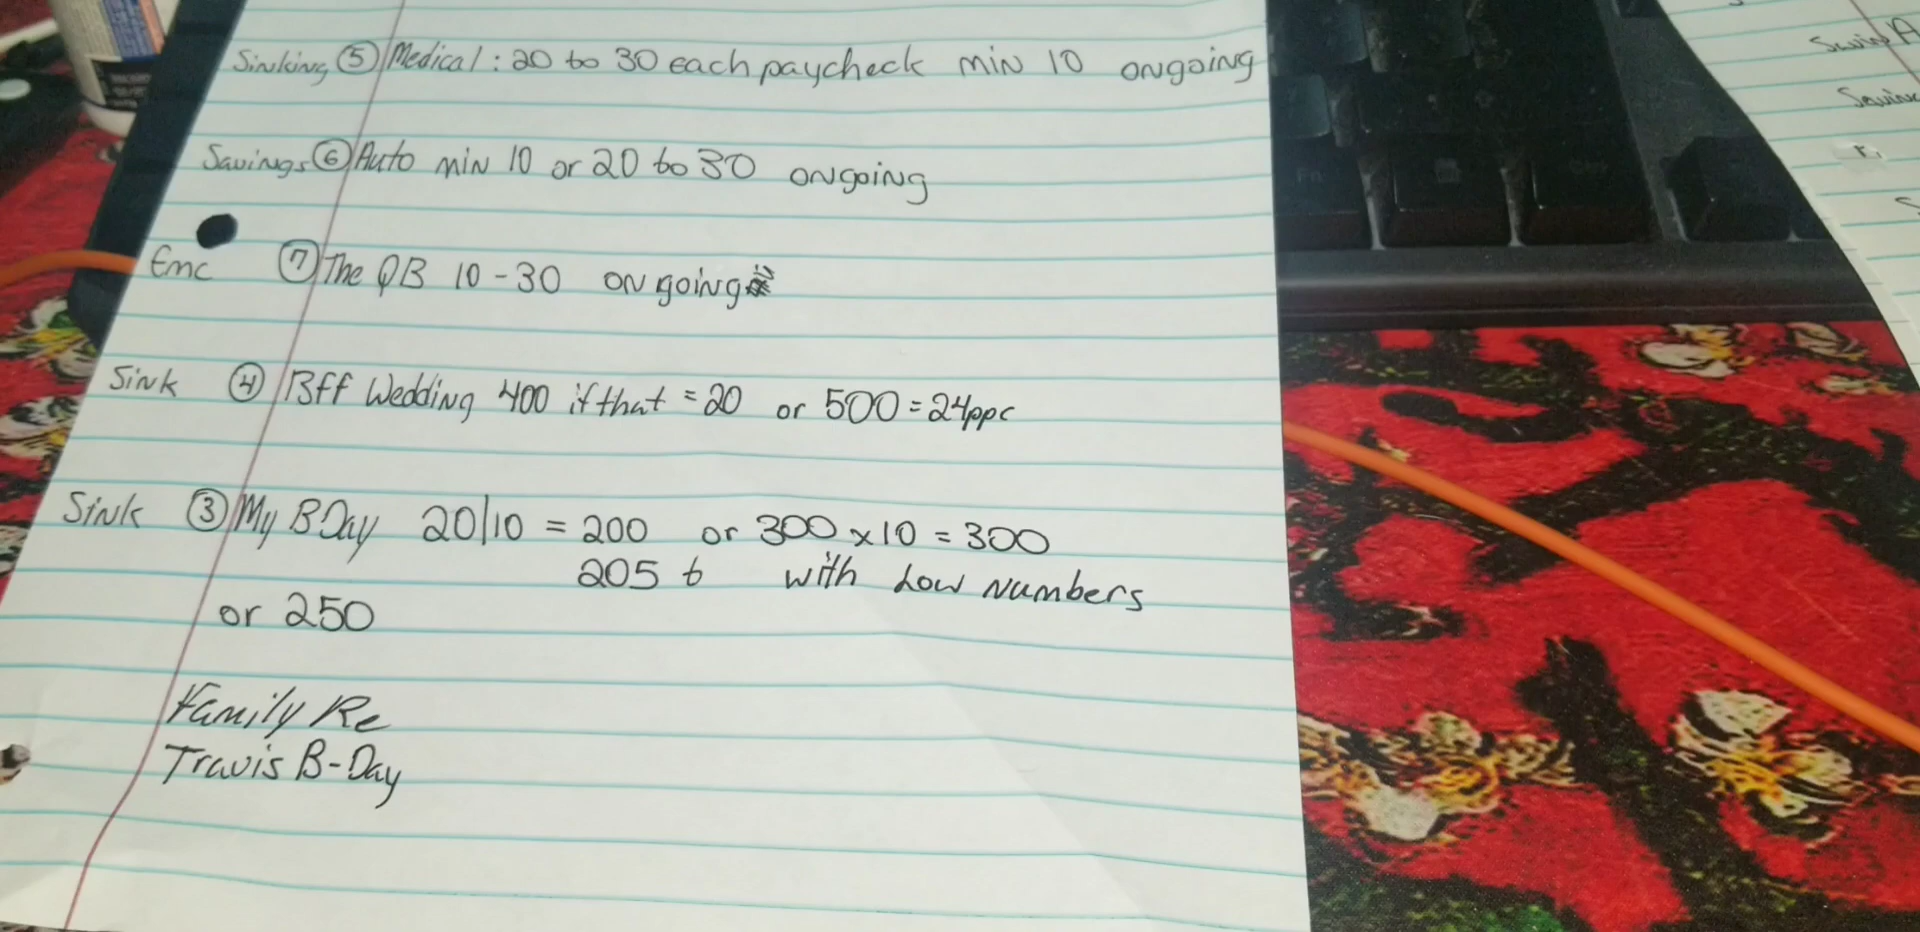 Sinking ⑤ Medical: 20 to 30 each paycheck min 10 ongoing
Savings ⑥ Auto min 10 or 20 to 30 ongoing
Emc ⑦ The QB 10-30 ongoing
Sink ④ Bff Wedding 400 if that = 20 or 500 = 24ppc
Sink ③ My BDay 20|10 = 200 or 300 x 10 = 300
205 6 with Low Numbers
or 250
Family Re
Travis B-Day